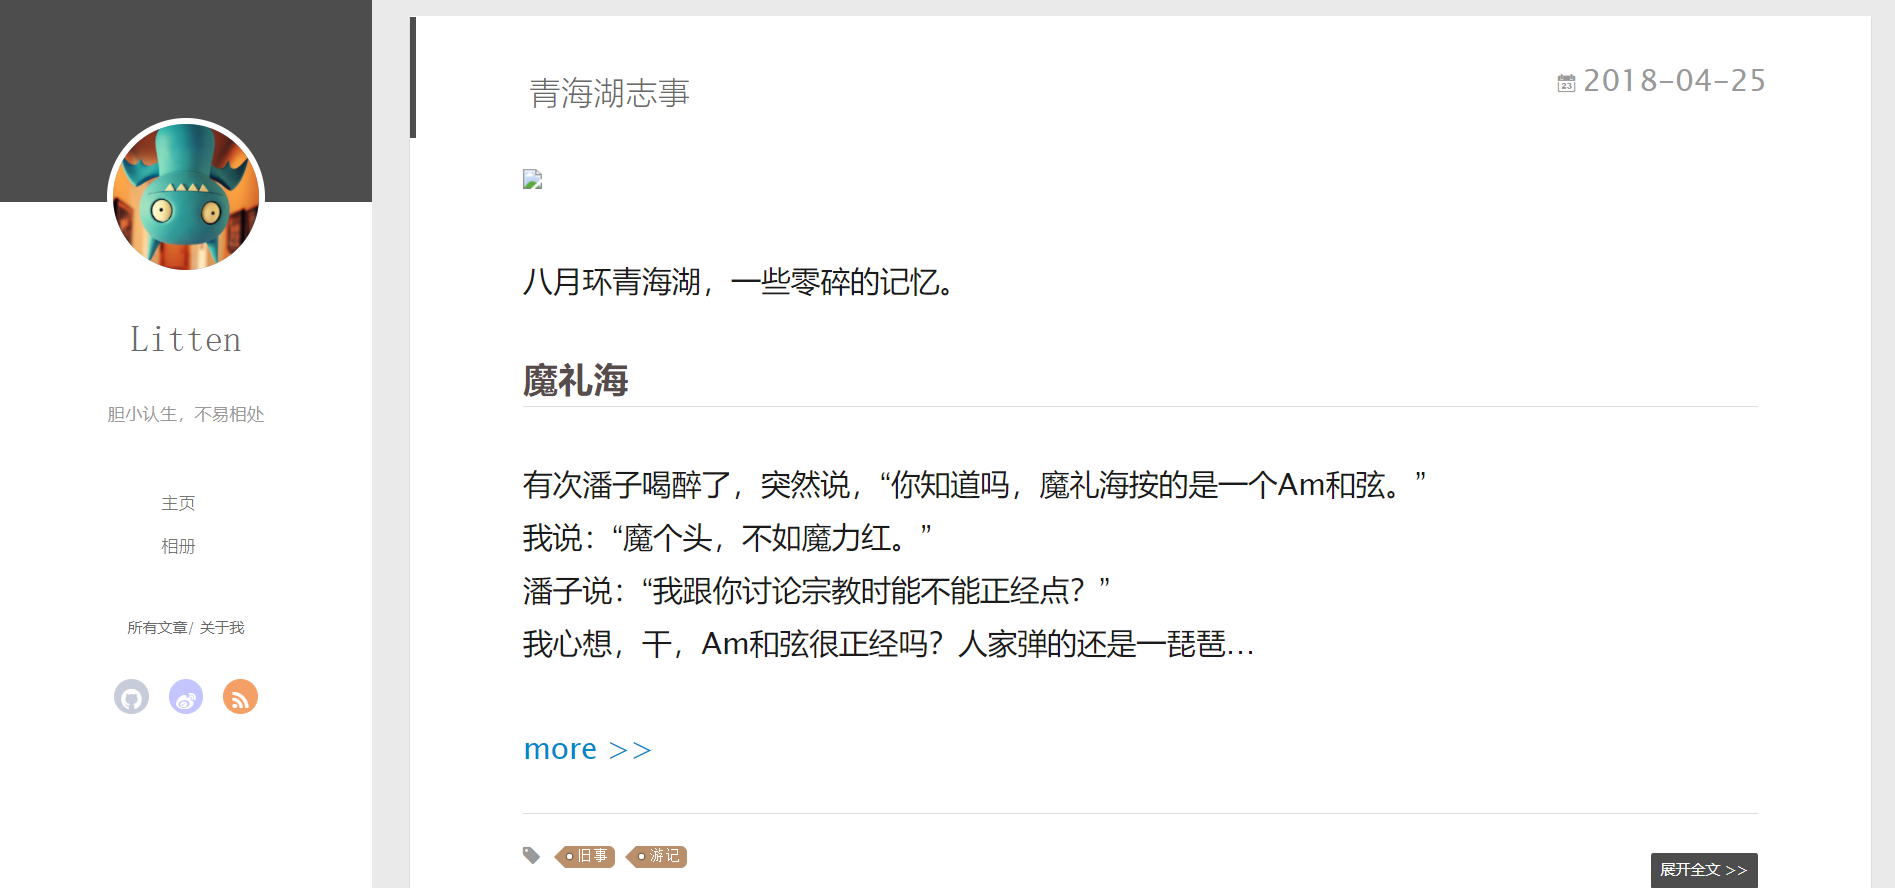 Litten
胆小认生，不易相处
主页
相册
所有文章/ 关于我
青海湖志事
23
2018-04-25
八月环青海湖，一些零碎的记忆。
魔礼海
有次潘子喝醉了，突然说，“你知道吗，魔礼海按的是一个Am和弦。”
我说：“魔个头，不如魔力红。”
潘子说：“我跟你讨论宗教时能不能正经点？”
我心想，干，Am和弦很正经吗？人家弹的还是一琵琶…
more >>
旧事 游记
展开全文 >>